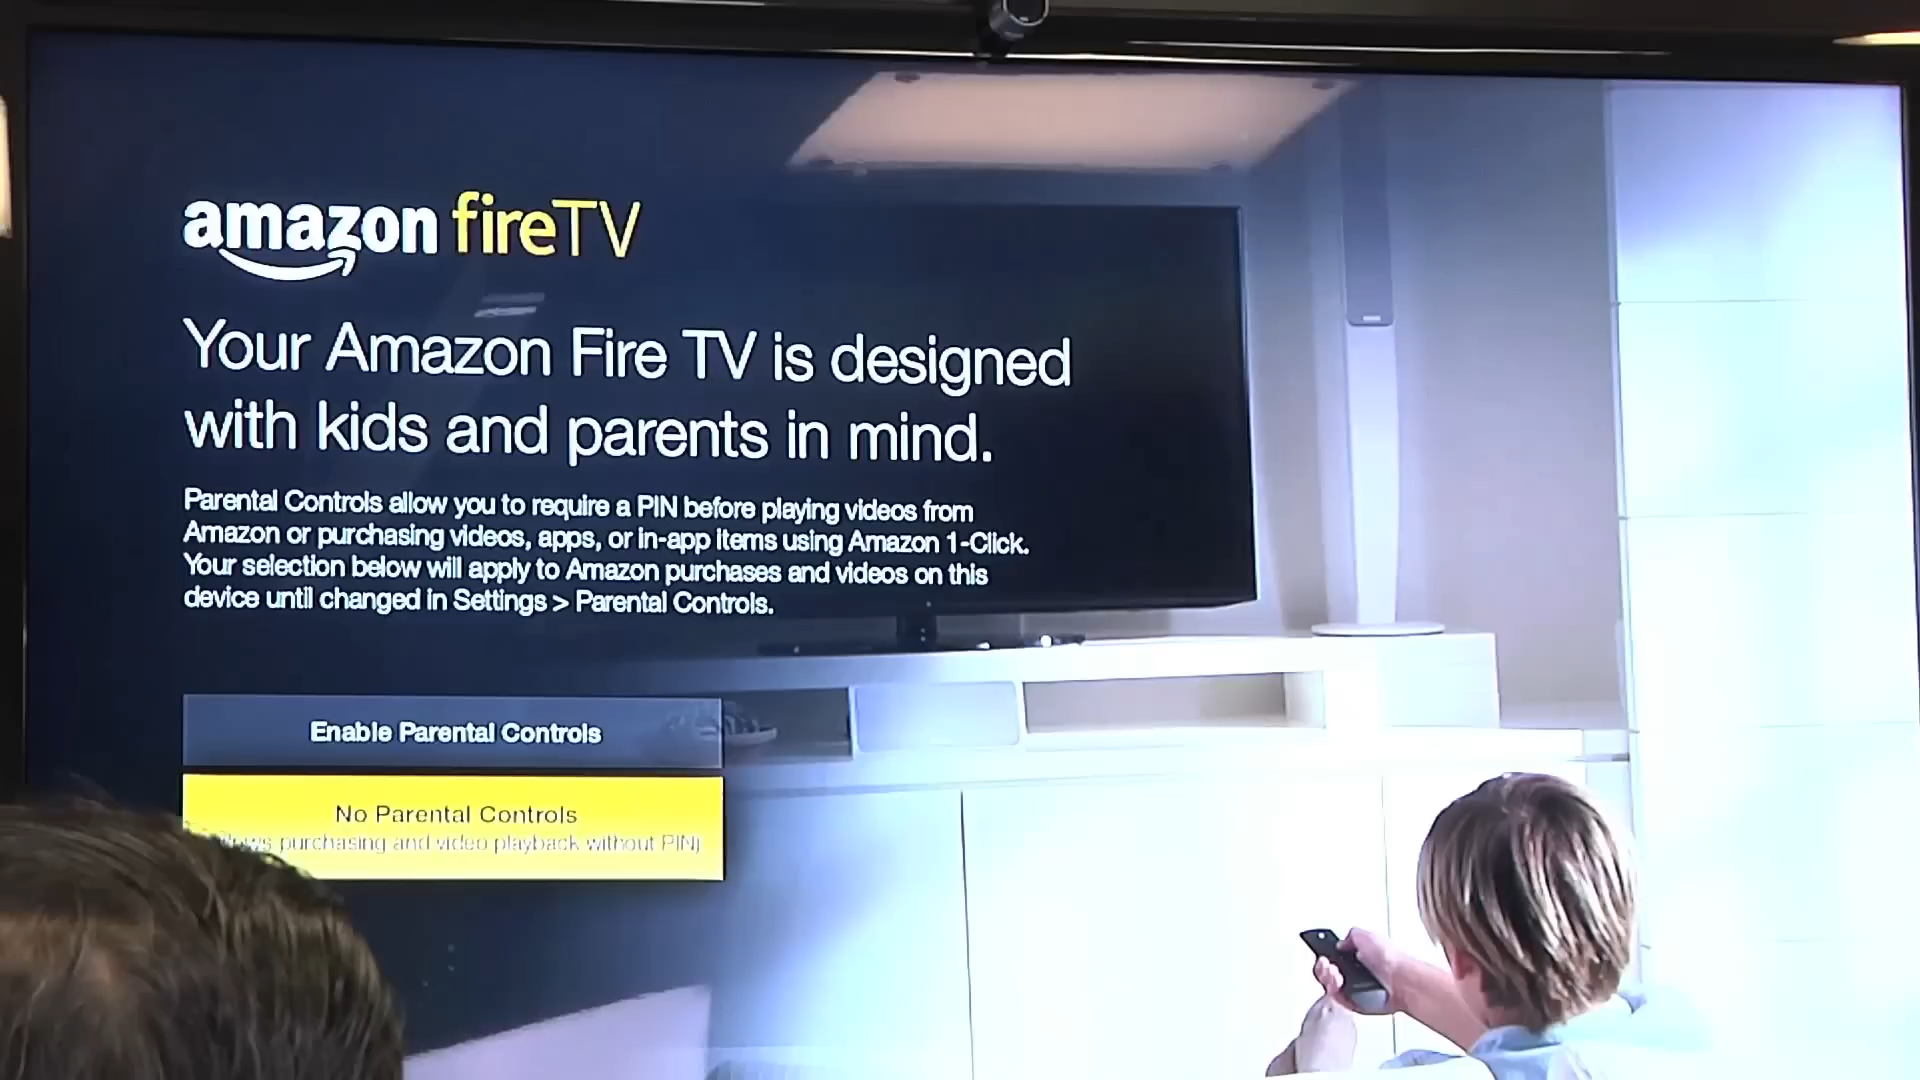 amazon fireTV
Your Amazon Fire TV is designed
with kids and parents in mind.
Parental Controls allow you to require a PIN before playing videos from
Amazon or purchasing videos, apps, or in-app items using Amazon 1-Click.
Your selection below will apply to Amazon purchases and videos on this
device until changed in Settings > Parental Controls.
Enable Parental Controls
No Parental Controls
purchasing and video playback without PIN)